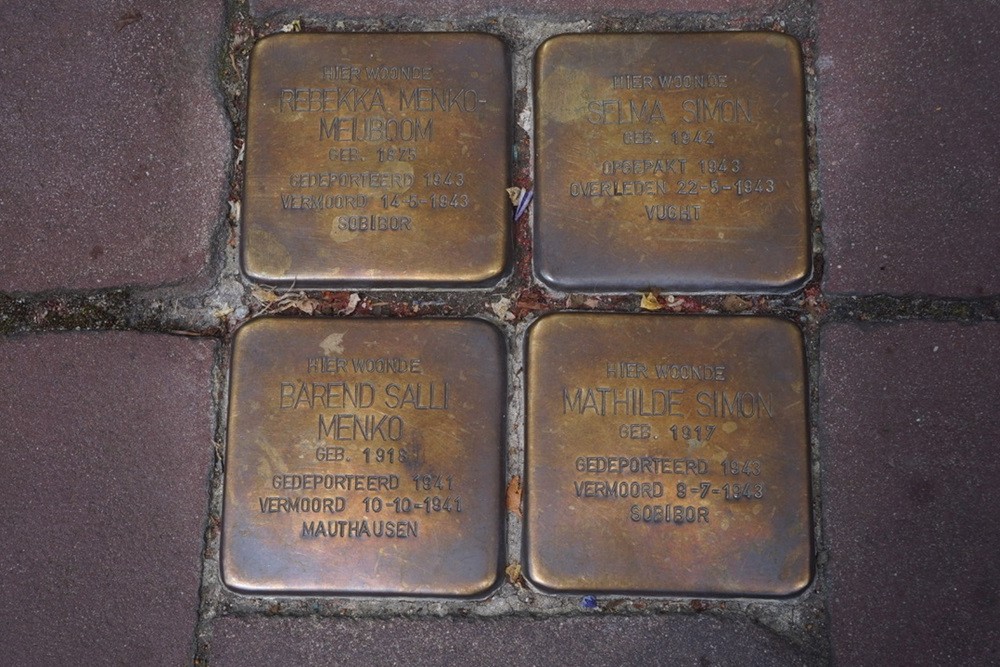 HIER WOONDE
REBEKKA MENKO-
MEIJBOOM
GEB. 1875
GEDEPORTEERD 1943
VERMOORD 14-5-1943
SOBIBOR
HIER WOONDE
SELMA SIMON
GEB. 1942
OPGEPAKT 1943
OVERLEDEN 22-5-1943
VUGHT
HIER WOONDE
BAREND SALLI
MENKO
GEB. 1918
GEDEPORTEERD 1941
VERMOORD 10-10-1941
MAUTHAUSEN
HIER WOONDE
MATHILDE SIMON
GEB. 1917
GEDEPORTEERD 1943
VERMOORD 9-7-1943
SOBIBOR